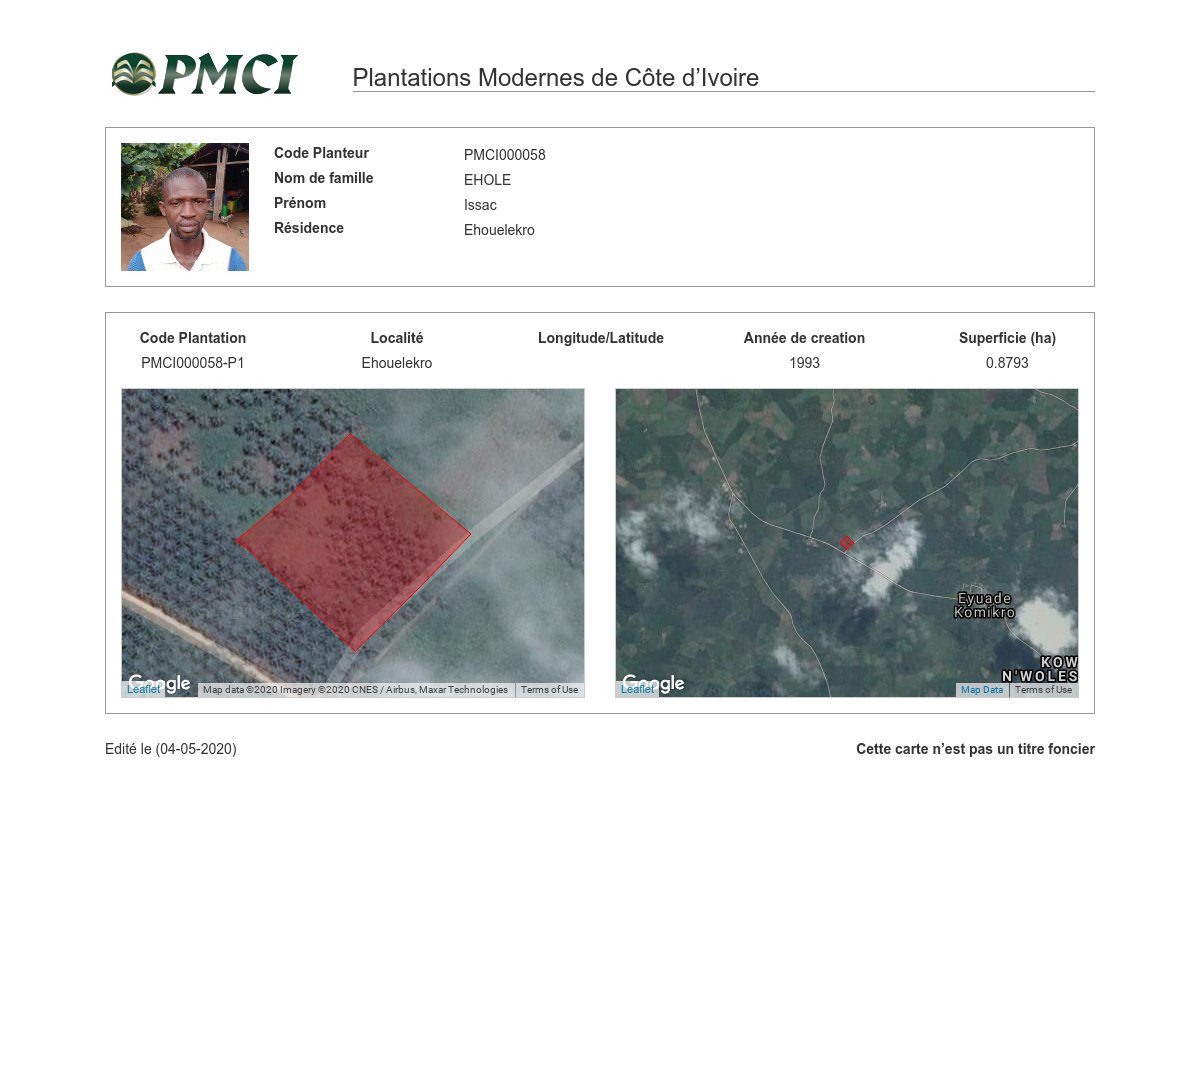 PMCI
Plantations Modernes de Côte d’Ivoire
Code Planteur PMCI000058
Nom de famille EHOLE
Prénom Issac
Résidence Ehouelekro
Code Plantation Localité Longitude/Latitude Année de creation Superficie (ha)
PMCI000058-P1 Ehouelekro 1993 0.8793
Google
Leaflet
Map data ©2020 Imagery ©2020 CNES / Airbus, Maxar Technologies
Terms of Use
Eyuade
Komikro
KOW
N'WOLES
Google
Leaflet
Map Data
Terms of Use
Edité le (04-05-2020)
Cette carte n’est pas un titre foncier